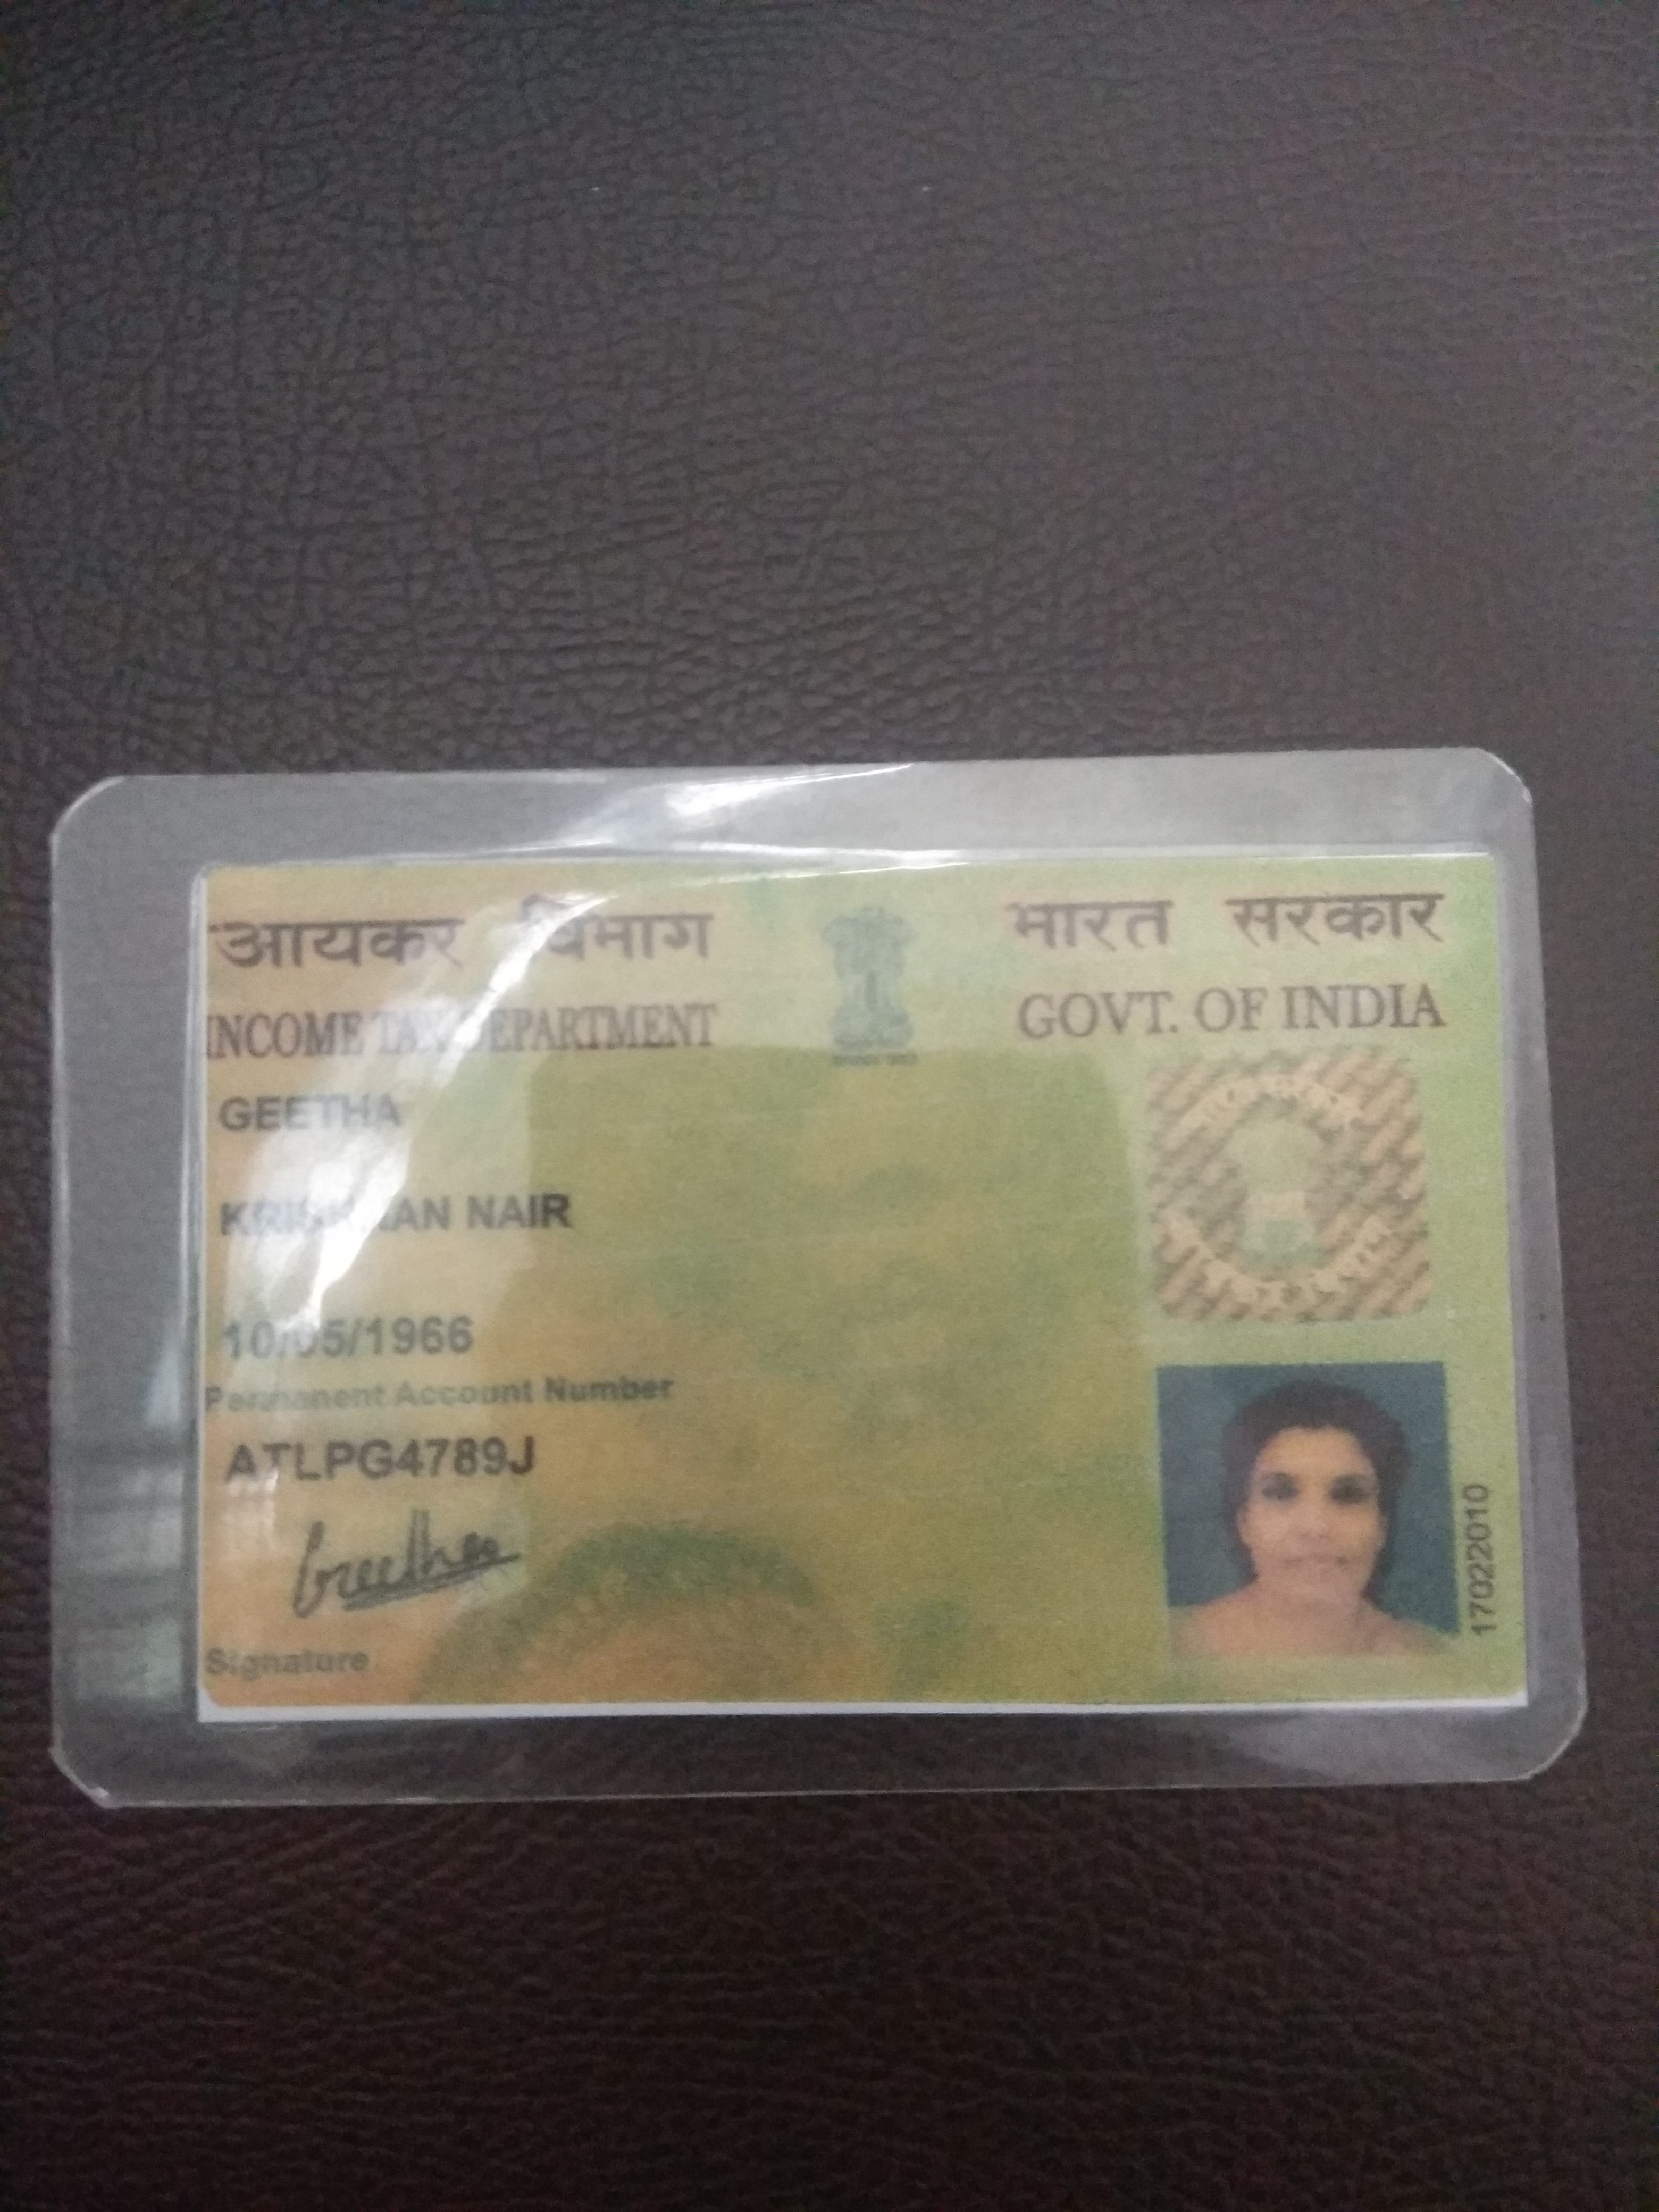 आयकर विभाग
भारत सरकार
INCOME TAX DEPARTMENT
GOVT. OF INDIA
GEETHA
KRISHNAN NAIR
10/05/1966
Permanent Account Number
ATLPG4789J
Geetha
Signature
17022010